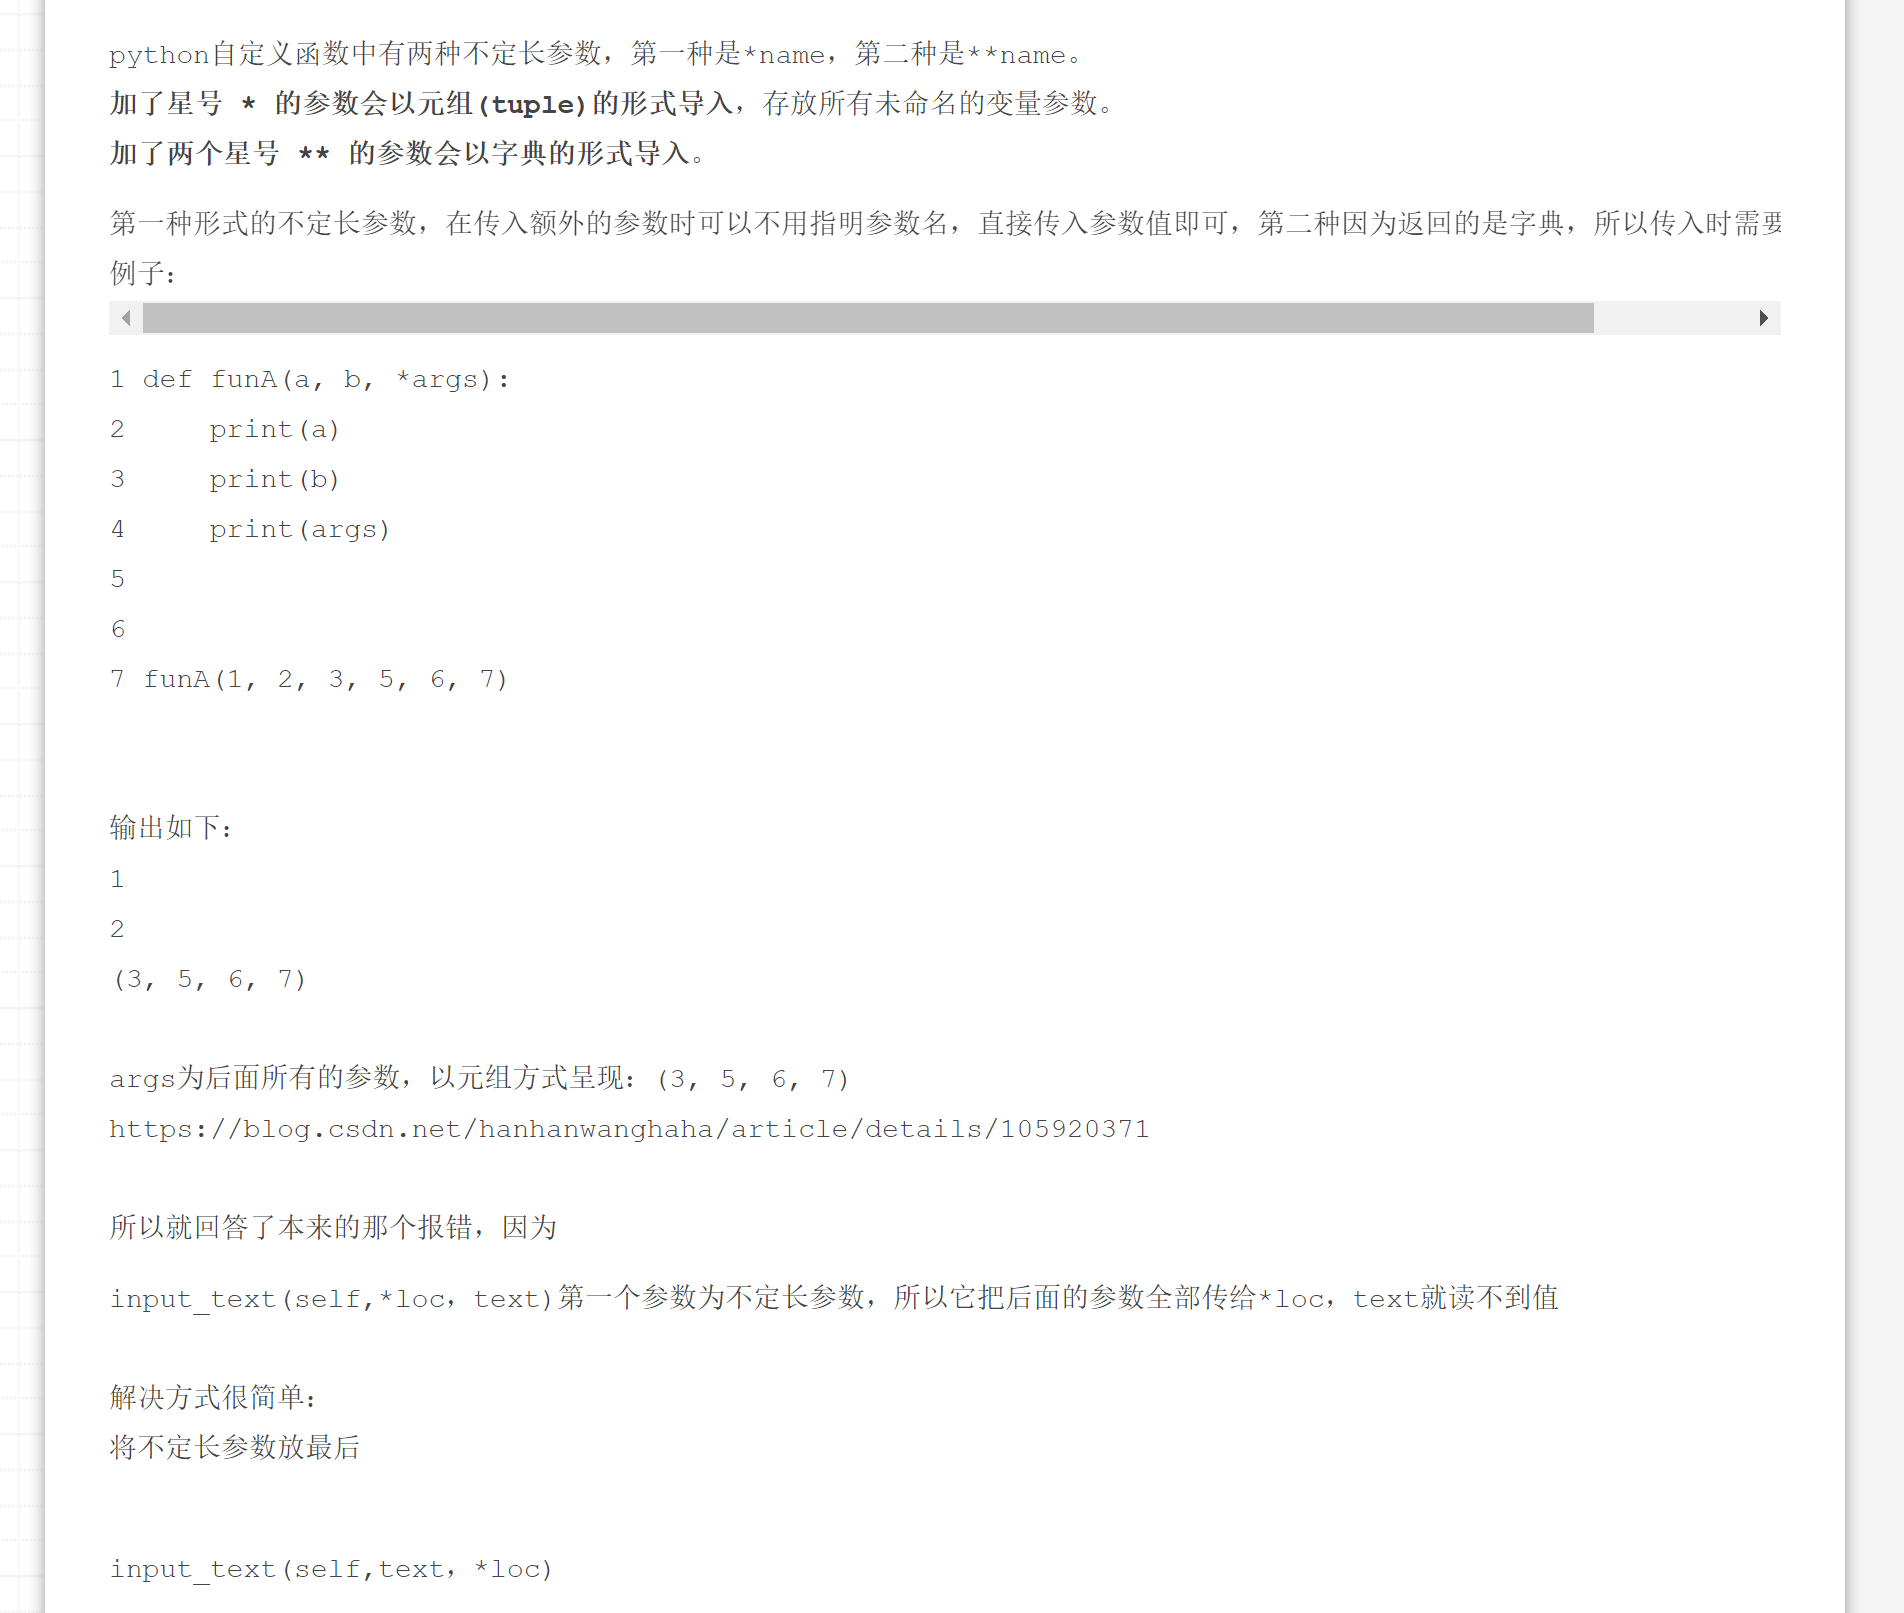 python自定义函数中有两种不定长参数，第一种是*name，第二种是**name。
加了星号 * 的参数会以元组(tuple)的形式导入，存放所有未命名的变量参数。
加了两个星号 ** 的参数会以字典的形式导入。
第一种形式的不定长参数，在传入额外的参数时可以不用指明参数名，直接传入参数值即可，第二种因为返回的是字典，所以传入时需要
例子：
1 def funA(a, b, *args):
2     print(a)
3     print(b)
4     print(args)
5
6
7 funA(1, 2, 3, 5, 6, 7)
输出如下：
1
2
(3, 5, 6, 7)
args为后面所有的参数，以元组方式呈现：(3, 5, 6, 7)
https://blog.csdn.net/hanhanwanghaha/article/details/105920371
所以就回答了本来的那个报错，因为
input_text(self,*loc，text)第一个参数为不定长参数，所以它把后面的参数全部传给*loc，text就读不到值
解决方式很简单：
将不定长参数放最后
input_text(self,text，*loc)